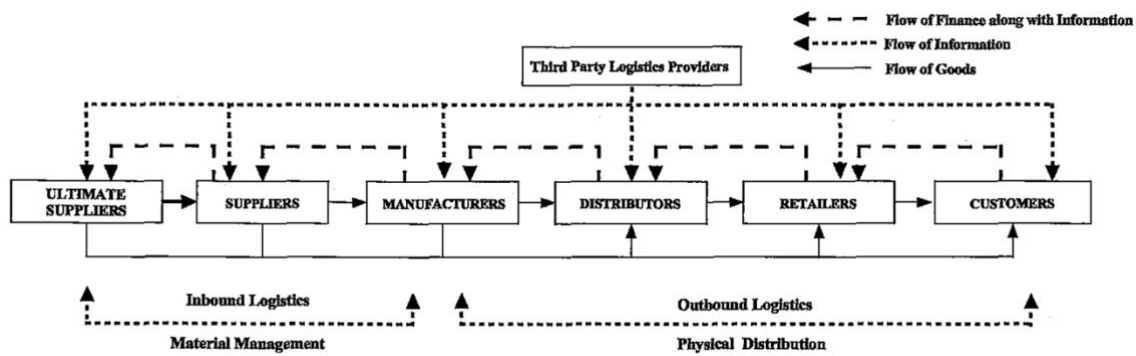 Flow of Finance along with Information
Flow of Information
Flow of Goods
Third Party Logistics Providers
ULTIMATE
SUPPLIERS
SUPPLIERS
MANUFACTURERS
DISTRIBUTORS
RETAILERS
CUSTOMERS
Inbound Logistics
Outbound Logistics
Material Management
Physical Distribution